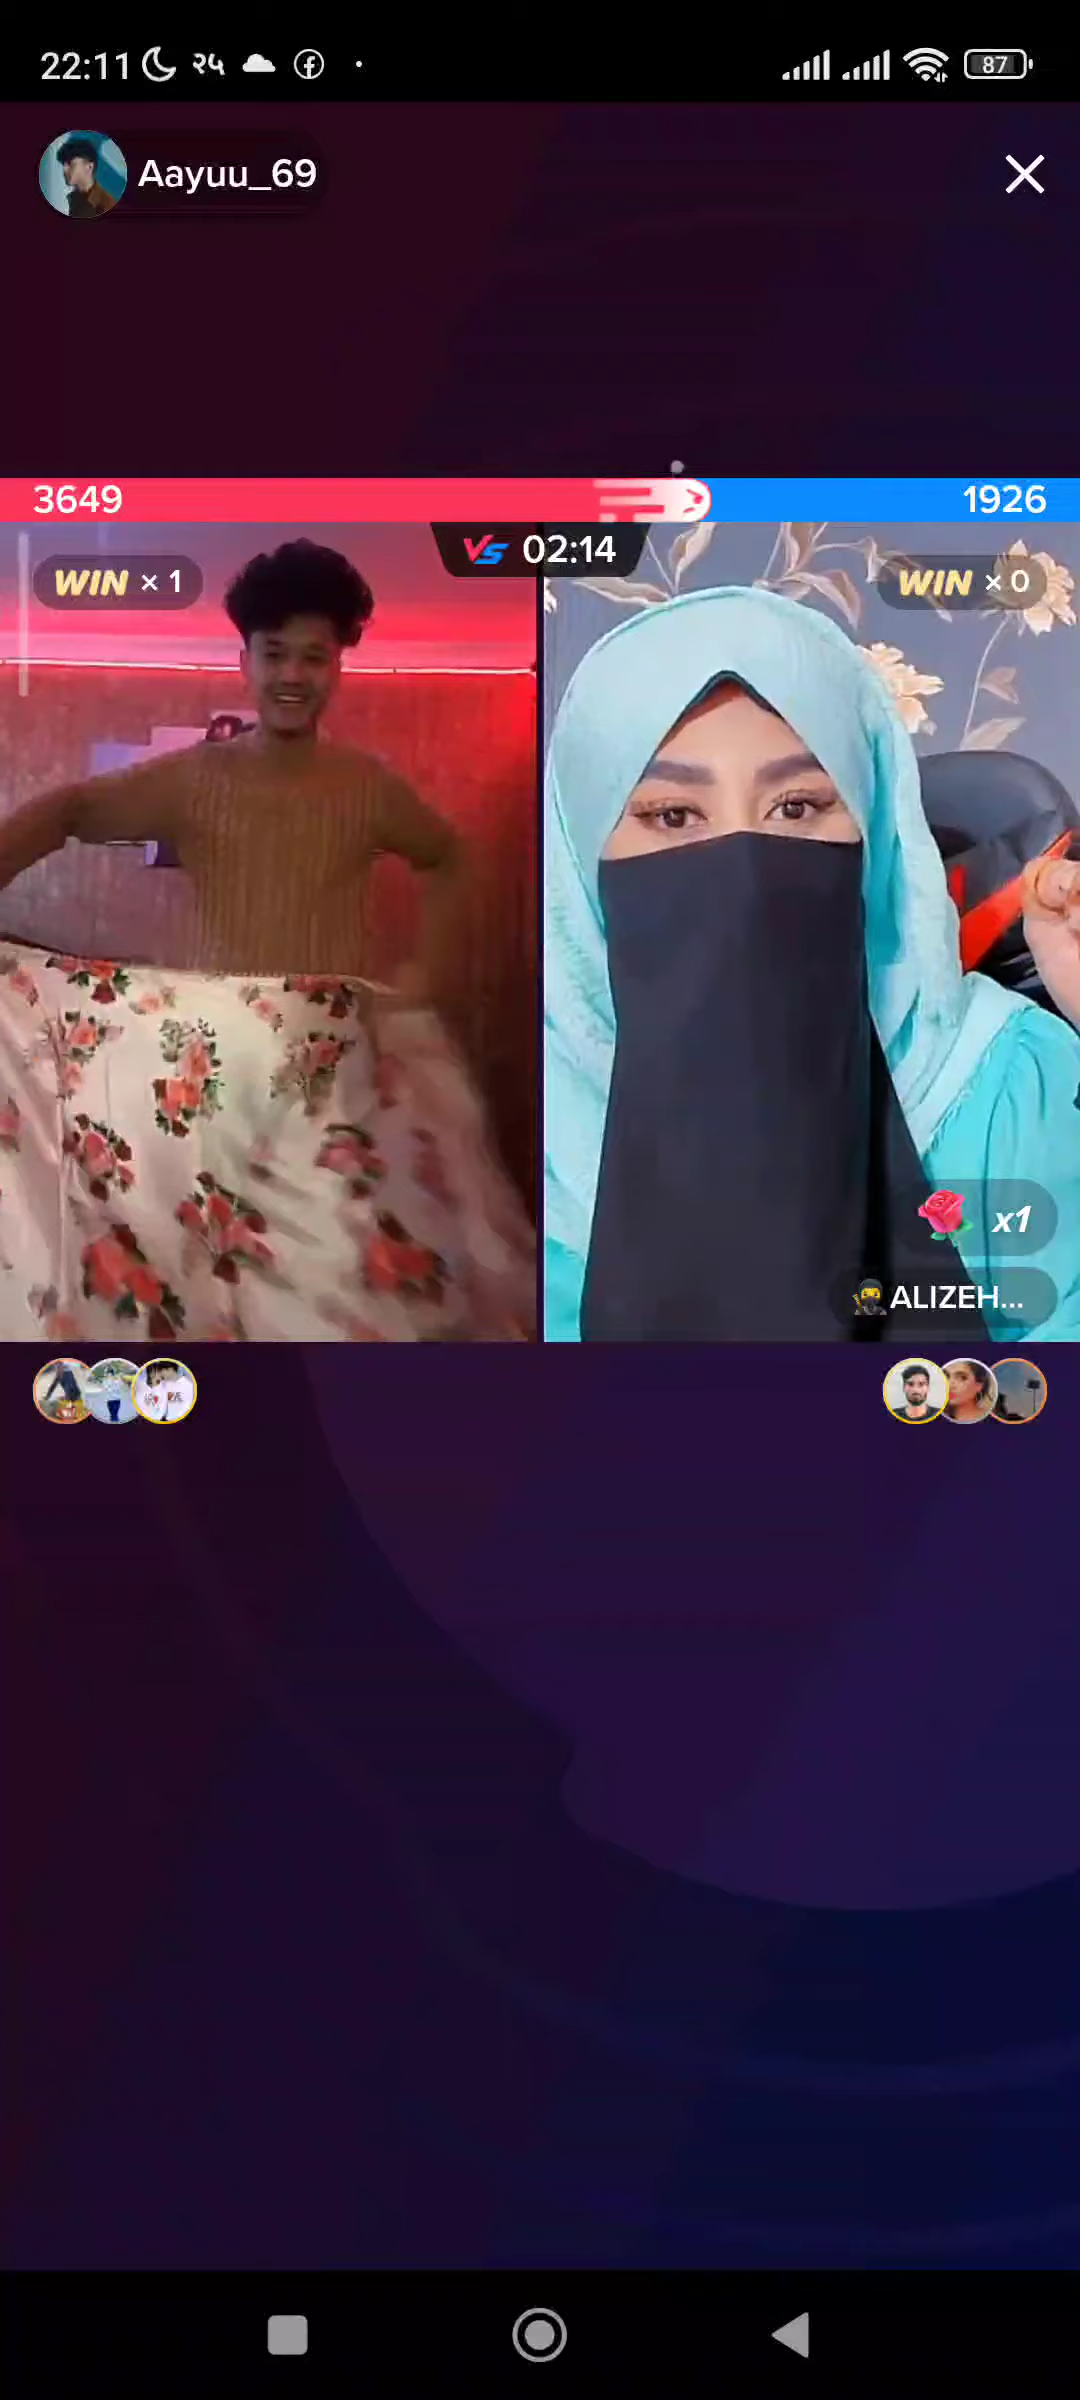 22:11 २५ 87
Aayuu_69
3649 1926
VS 02:14
WIN × 1 WIN × 0
x1
ALIZEH...